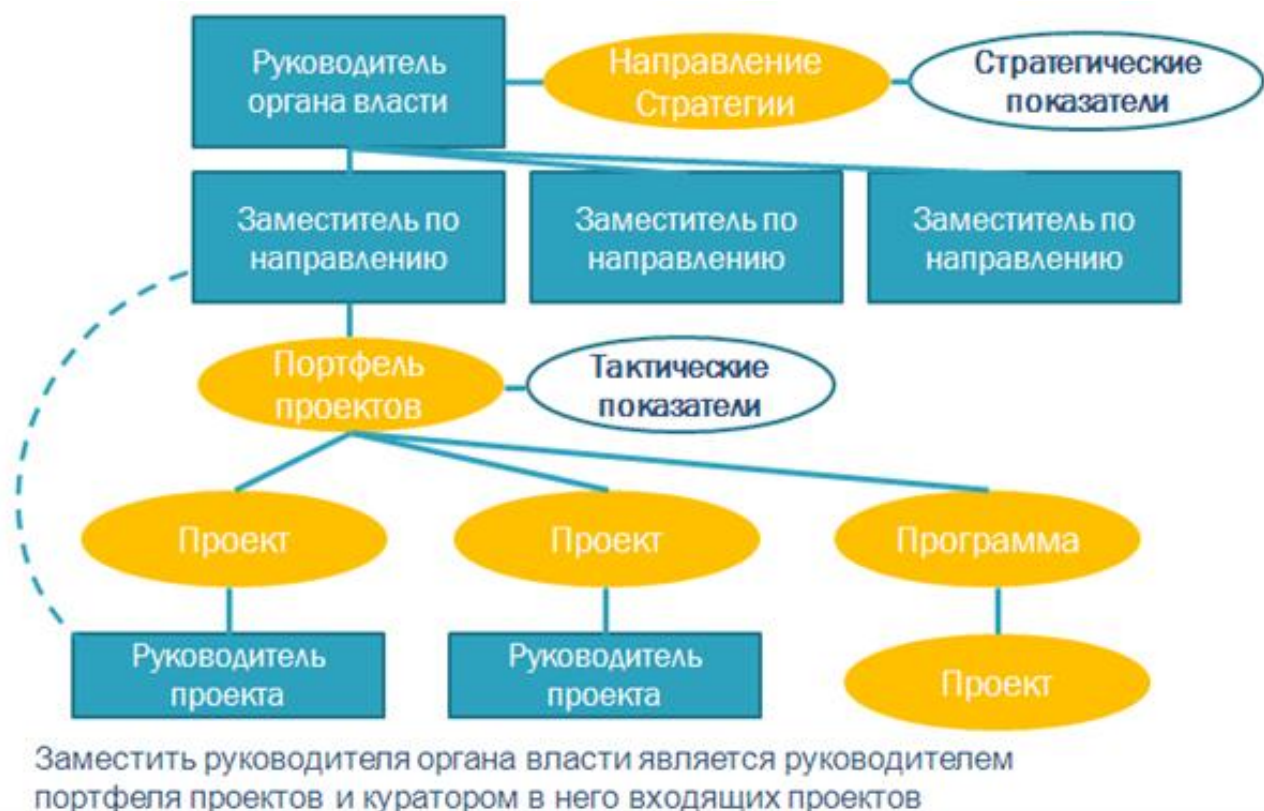 Руководитель
органа власти
Направление
Стратегии
Стратегические
показатели
Заместитель по
направлению
Заместитель по
направлению
Заместитель по
направлению
Портфель
проектов
Тактические
показатели
Проект
Проект
Программа
Руководитель
проекта
Руководитель
проекта
Проект
Заместить руководителя органа власти является руководителем
портфеля проектов и куратором в него входящих проектов